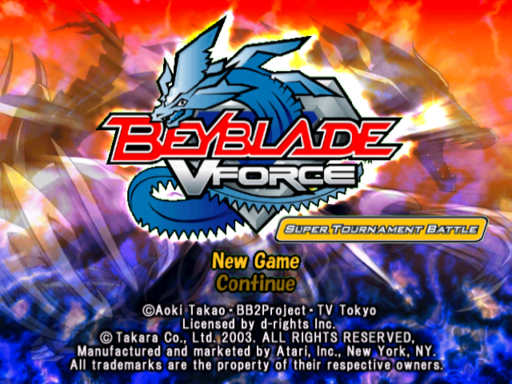 BEYBLADE™
VFORCE
SUPER TOURNAMENT BATTLE
New Game
Continue
©Aoki Takao・BB2Project・TV Tokyo
Licensed by d-rights Inc.
©Takara Co., Ltd. 2003. ALL RIGHTS RESERVED,
Manufactured and marketed by Atari, Inc., New York, NY.
All trademarks are the property of their respective owners.